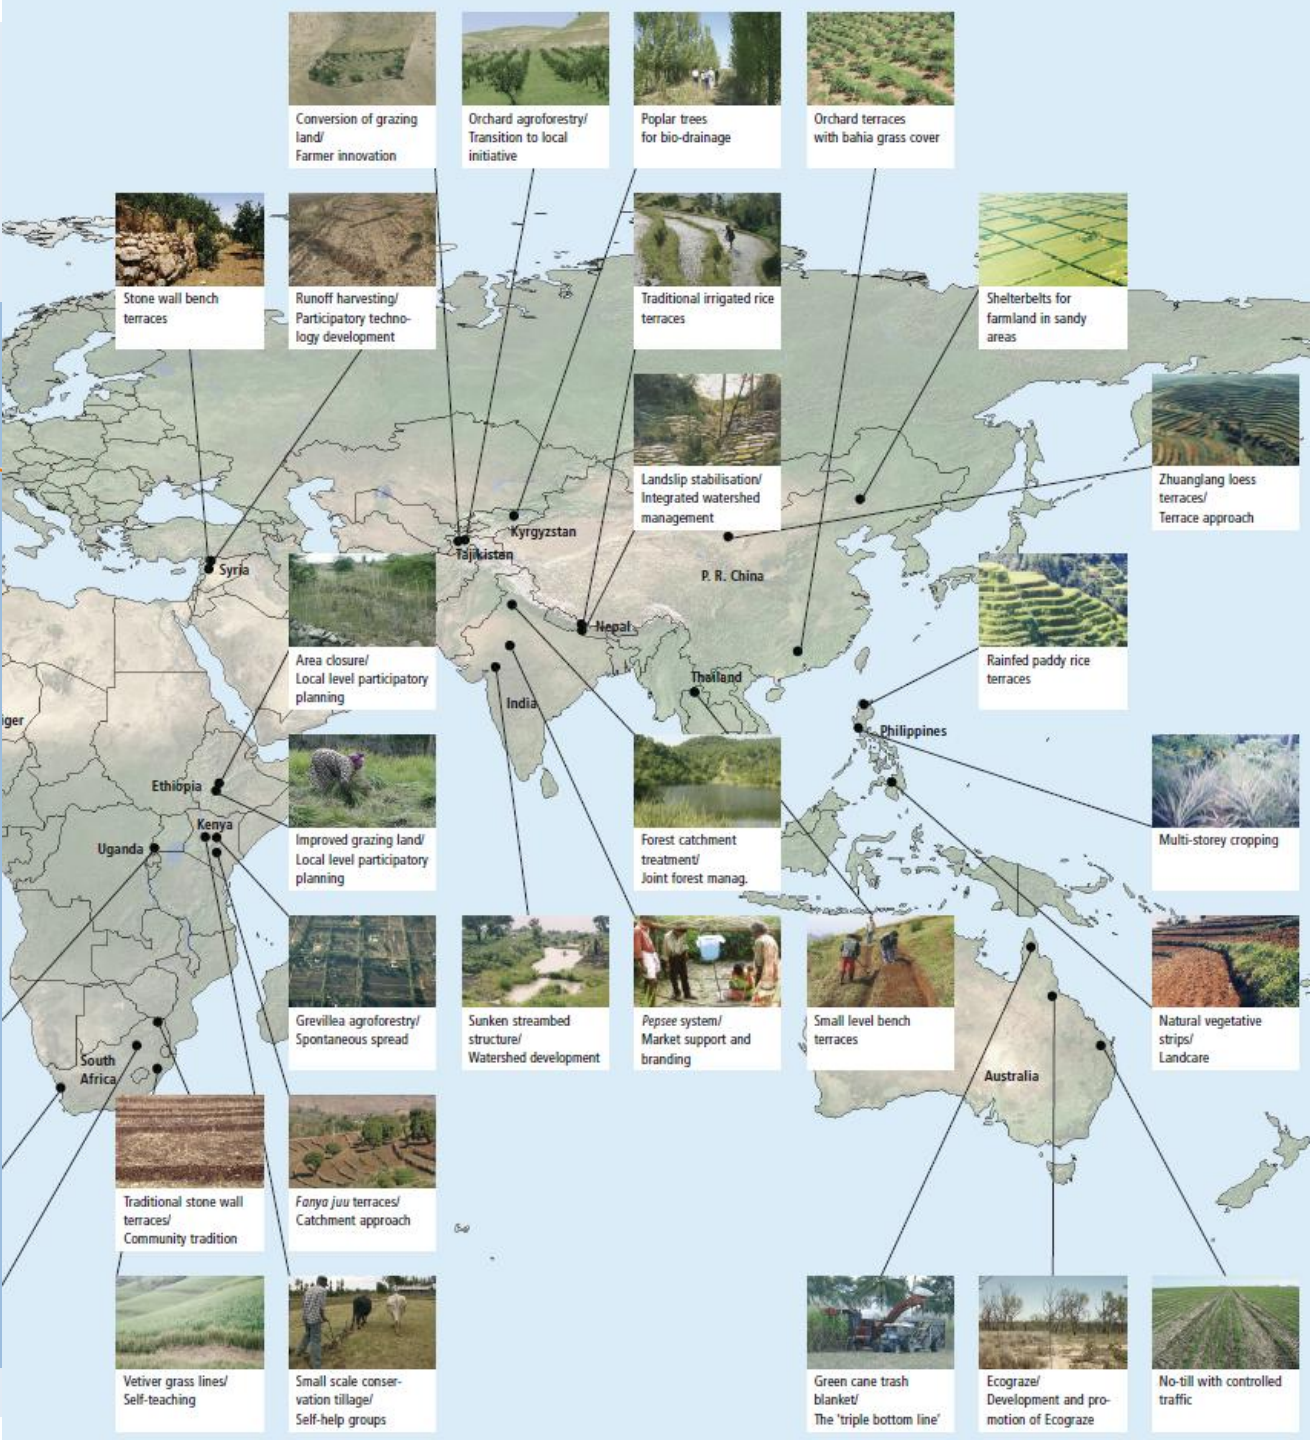 Conversion of grazing
land/
Farmer innovation
Orchard agroforestry/
Transition to local
initiative
Poplar trees
for bio-drainage
Orchard terraces
with bahia grass cover
Stone wall bench
terraces
Runoff harvesting/
Participatory techno-
logy development
Traditional irrigated rice
terraces
Shelterbelts for
farmland in sandy
areas
Landslip stabilisation/
Integrated watershed
management
Zhuanglang loess
terraces/
Terrace approach
Kyrgyzstan
Tajikistan
Syria
P. R. China
Nepal
Area closure/
Local level participatory
planning
Rainfed paddy rice
terraces
Thailand
India
iger
Philippines
Ethiopia
Kenya
Uganda
Improved grazing land/
Local level participatory
planning
Forest catchment
treatment/
Joint forest manag.
Multi-storey cropping
Grevillea agroforestry/
Spontaneous spread
Sunken streambed
structure/
Watershed development
Pepsee system/
Market support and
branding
Small level bench
terraces
Natural vegetative
strips/
Landcare
South
Africa
Australia
Traditional stone wall
terraces/
Community tradition
Fanya juu terraces/
Catchment approach
Vetiver grass lines/
Self-teaching
Small scale conser-
vation tillage/
Self-help groups
Green cane trash
blanket/
The 'triple bottom line'
Ecograze/
Development and pro-
motion of Ecograze
No-till with controlled
traffic